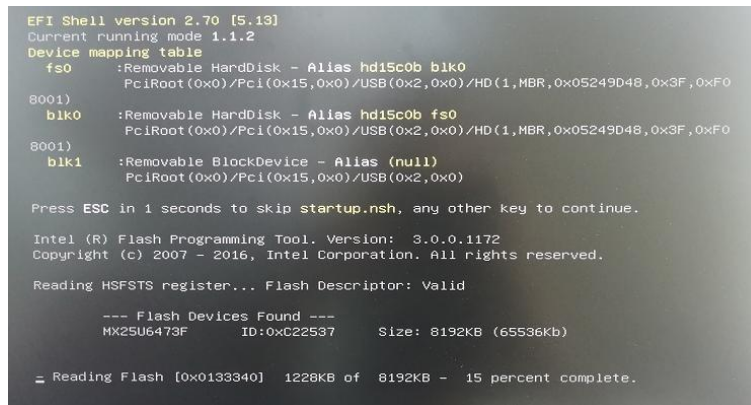 EFI Shell version 2.70 [5.13]
Current running mode 1.1.2
Device mapping table
fs0 :Removable HardDisk - Alias hd15c0b blk0
PciRoot(0x0)/Pci(0x15,0x0)/USB(0x2,0x0)/HD(1,MBR,0x05249D48,0x3F,0xF0
8001)
blk0 :Removable HardDisk - Alias hd15c0b fs0
PciRoot(0x0)/Pci(0x15,0x0)/USB(0x2,0x0)/HD(1,MBR,0x05249D48,0x3F,0xF0
8001)
blk1 :Removable BlockDevice - Alias (null)
PciRoot(0x0)/Pci(0x15,0x0)/USB(0x2,0x0)
Press ESC in 1 seconds to skip startup.nsh, any other key to continue.
Intel (R) Flash Programming Tool. Version: 3.0.0.1172
Copyright (c) 2007 - 2016, Intel Corporation. All rights reserved.
Reading HSFSTS register... Flash Descriptor: Valid
--- Flash Devices Found ---
MX25U6473F ID:0xC22537 Size: 8192KB (65536Kb)
- Reading Flash [0x0133340] 1228KB of 8192KB - 15 percent complete.